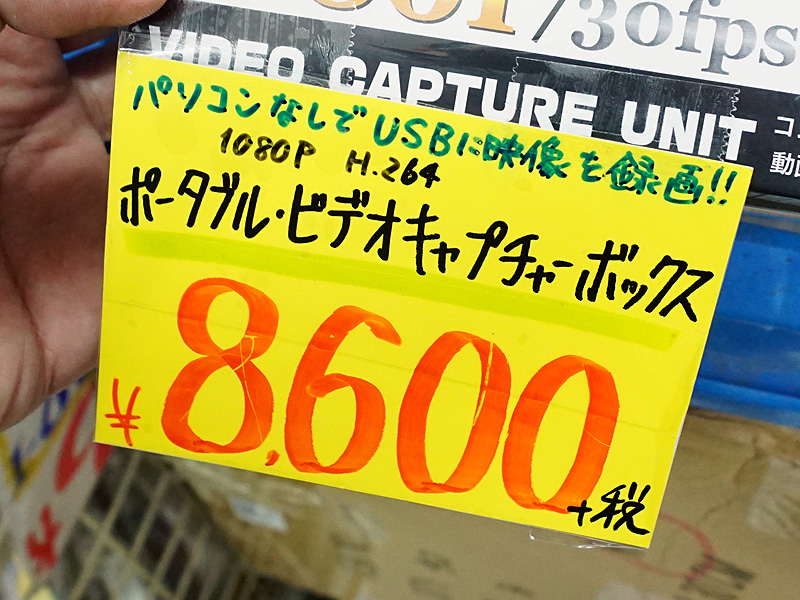 /30fps
VIDEO CAPTURE UNIT
パソコンなしでUSBに映像を録画!!
1080P H.264
ポータブル・ビデオキャプチャーボックス
¥8,600
+税